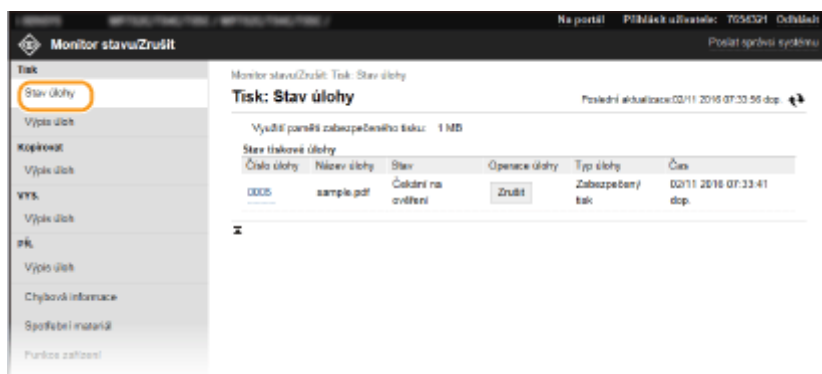 Na portál Přihlásit uživatele: 7654321 Odhlásit
Monitor stavu/Zrušit
Poslat správci systému
Tisk
Stav úlohy
Výpis úloh
Kopírovat
Výpis úloh
VYS.
Výpis úloh
PŘ.
Výpis úloh
Chybová informace
Spotřební materiál
Funkce zařízení
Monitor stavu/Zrušit: Tisk: Stav úlohy
Tisk: Stav úlohy
Poslední aktualizace:02/11 2016 07:33:56 dop.
Využití paměti zabezpečeného tisku: 1 MB
Stav tiskové úlohy
Číslo úlohy Název úlohy Stav Operace úlohy Typ úlohy Čas
0005 sample.pdf Čekání na ověření Zrušit Zabezpečený tisk 02/11 2016 07:33:41 dop.